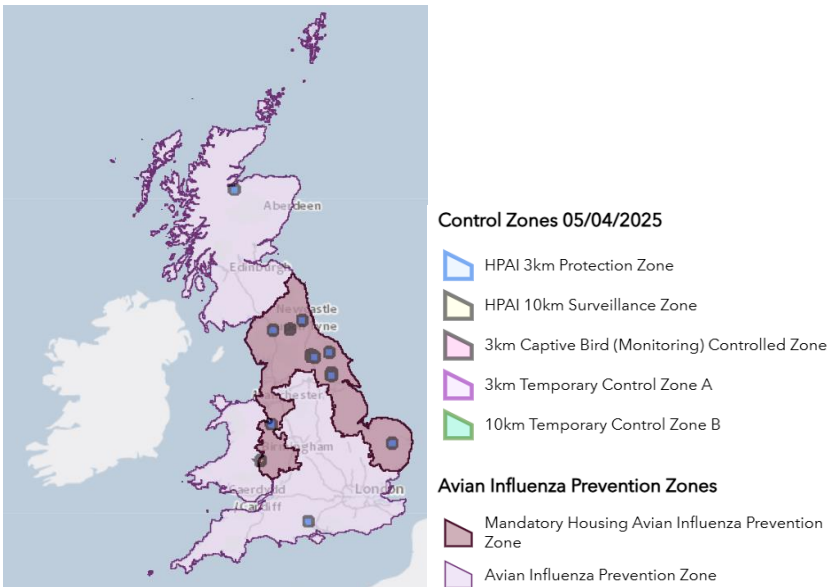 Aberdeen
Edinburgh
Newcastle
Manchester
Birmingham
Caerdydd
/Cardiff
London
Control Zones 05/04/2025
HPAI 3km Protection Zone
HPAI 10km Surveillance Zone
3km Captive Bird (Monitoring) Controlled Zone
3km Temporary Control Zone A
10km Temporary Control Zone B
Avian Influenza Prevention Zones
Mandatory Housing Avian Influenza Prevention
Zone
Avian Influenza Prevention Zone